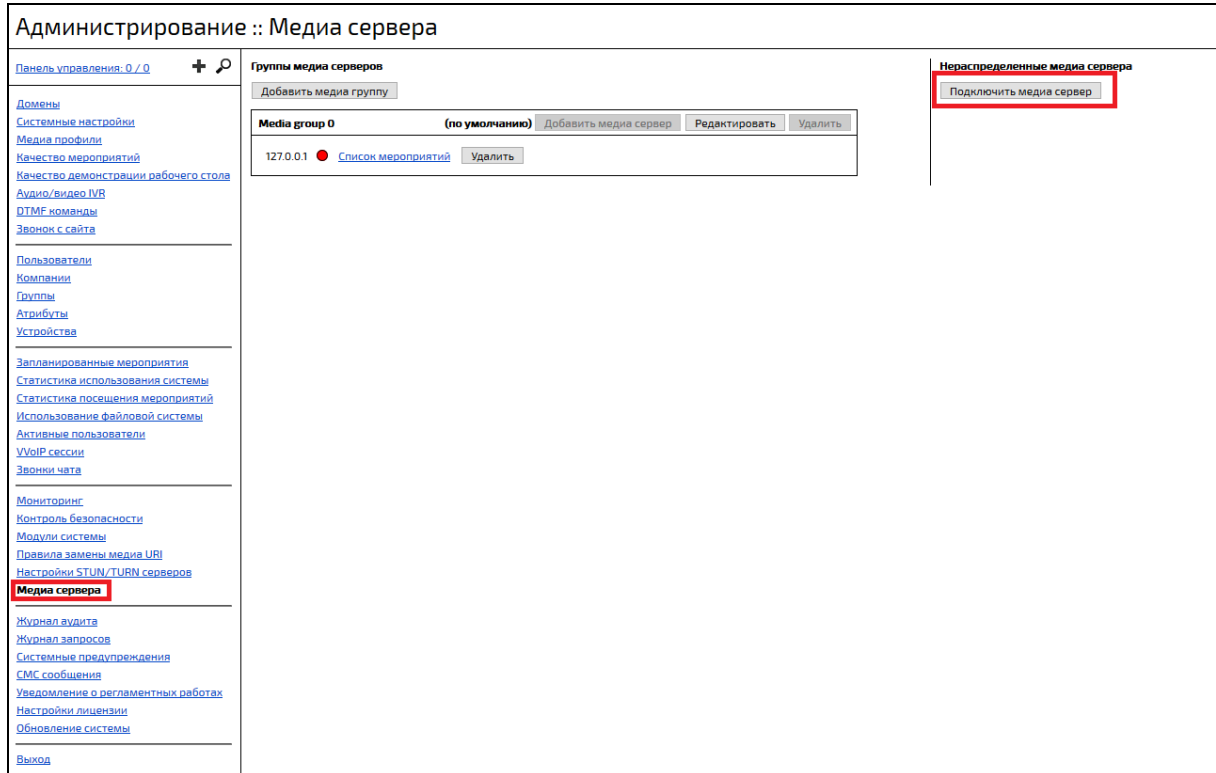 Администрирование :: Медиа сервера
Панель управления: 0 / 0
Домены
Системные настройки
Медиа профили
Качество мероприятий
Качество демонстрации рабочего стола
Аудио/видео IVR
DTMF команды
Звонок с сайта
Пользователи
Компании
Группы
Атрибуты
Устройства
Запланированные мероприятия
Статистика использования системы
Статистика посещения мероприятий
Использование файловой системы
Активные пользователи
VVoIP сессии
Звонки чата
Мониторинг
Контроль безопасности
Модули системы
Правила замены медиа URI
Настройки STUN/TURN серверов
Медиа сервера
Журнал аудита
Журнал запросов
Системные предупреждения
СМС сообщения
Уведомление о регламентных работах
Настройки лицензии
Обновление системы
Выход
Группы медиа серверов
Добавить медиа группу
Media group 0 (по умолчанию) Добавить медиа сервер Редактировать Удалить
127.0.0.1 Список мероприятий Удалить
Нераспределенные медиа сервера
Подключить медиа сервер